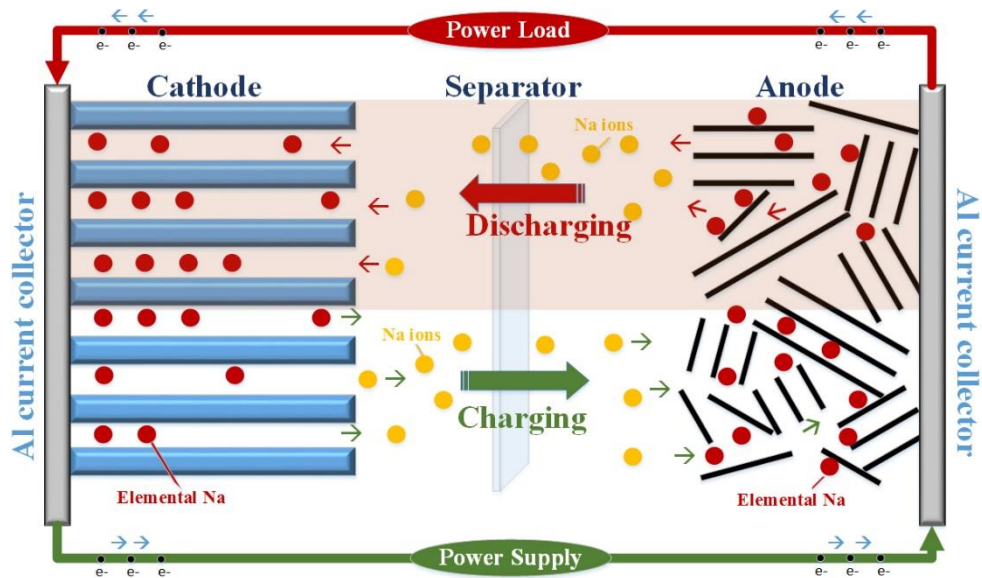 Power Load
e- e- e-
e- e- e-
Cathode
Separator
Anode
Na ions
Discharging
Al current collector
Al current collector
Na ions
Charging
Elemental Na
Elemental Na
Power Supply
e- e- e-
e- e- e-